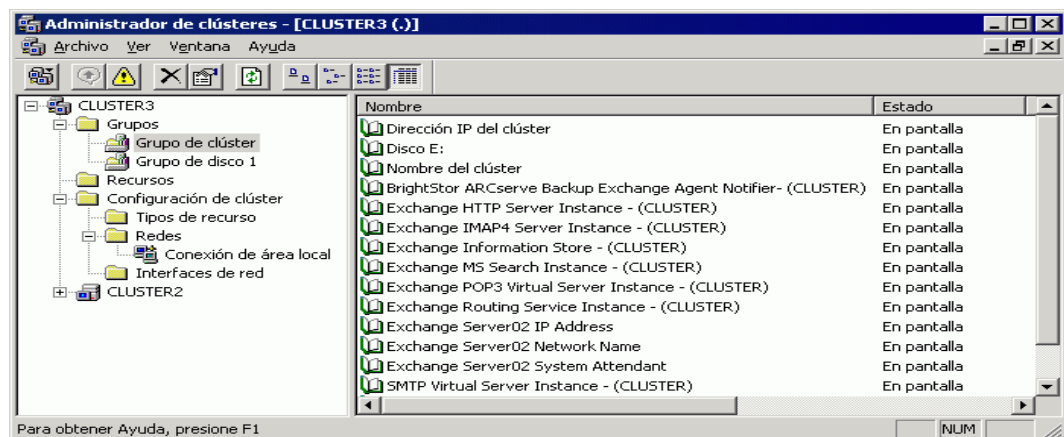 Administrador de clústeres - [CLUSTER3 (.)]
Archivo Ver Ventana Ayuda
CLUSTER3
Grupos
Grupo de clúster
Grupo de disco 1
Recursos
Configuración de clúster
Tipos de recurso
Redes
Conexión de área local
Interfaces de red
CLUSTER2
Nombre Estado
Dirección IP del clúster En pantalla
Disco E: En pantalla
Nombre del clúster En pantalla
BrightStor ARCserve Backup Exchange Agent Notifier- (CLUSTER) En pantalla
Exchange HTTP Server Instance - (CLUSTER) En pantalla
Exchange IMAP4 Server Instance - (CLUSTER) En pantalla
Exchange Information Store - (CLUSTER) En pantalla
Exchange MS Search Instance - (CLUSTER) En pantalla
Exchange POP3 Virtual Server Instance - (CLUSTER) En pantalla
Exchange Routing Service Instance - (CLUSTER) En pantalla
Exchange Server02 IP Address En pantalla
Exchange Server02 Network Name En pantalla
Exchange Server02 System Attendant En pantalla
SMTP Virtual Server Instance - (CLUSTER) En pantalla
Para obtener Ayuda, presione F1 NUM